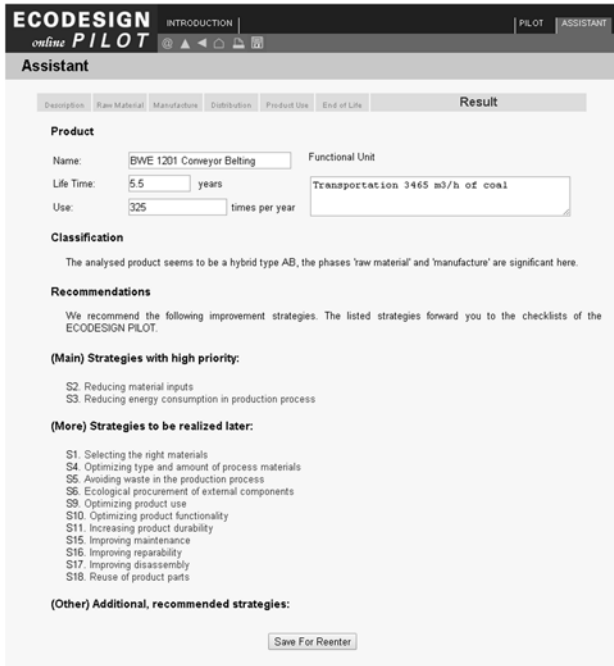 ECODESIGN INTRODUCTION PILOT ASSISTANT
online PILOT @
Assistant
Description Raw Material Manufacture Distribution Product Use End of Life Result
Product
Name: BWE 1201 Conveyor Belting Functional Unit
Life Time: 5.5 years Transportation 3465 m3/h of coal
Use: 325 times per year
Classification
The analysed product seems to be a hybrid type AB, the phases 'raw material' and 'manufacture' are significant here.
Recommendations
We recommend the following improvement strategies. The listed strategies forward you to the checklists of the
ECODESIGN PILOT.
(Main) Strategies with high priority:
S2. Reducing material inputs
S3. Reducing energy consumption in production process
(More) Strategies to be realized later:
S1. Selecting the right materials
S4. Optimizing type and amount of process materials
S5. Avoiding waste in the production process
S6. Ecological procurement of external components
S9. Optimizing product use
S10. Optimizing product functionality
S11. Increasing product durability
S15. Improving maintenance
S16. Improving reparability
S17. Improving disassembly
S18. Reuse of product parts
(Other) Additional, recommended strategies:
Save For Reenter